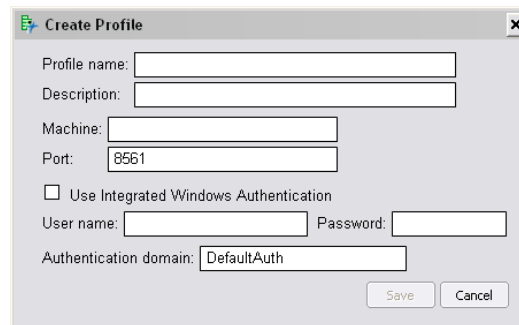 Create Profile
Profile name:
Description:
Machine:
Port: 8561
Use Integrated Windows Authentication
User name: Password:
Authentication domain: DefaultAuth
Save Cancel